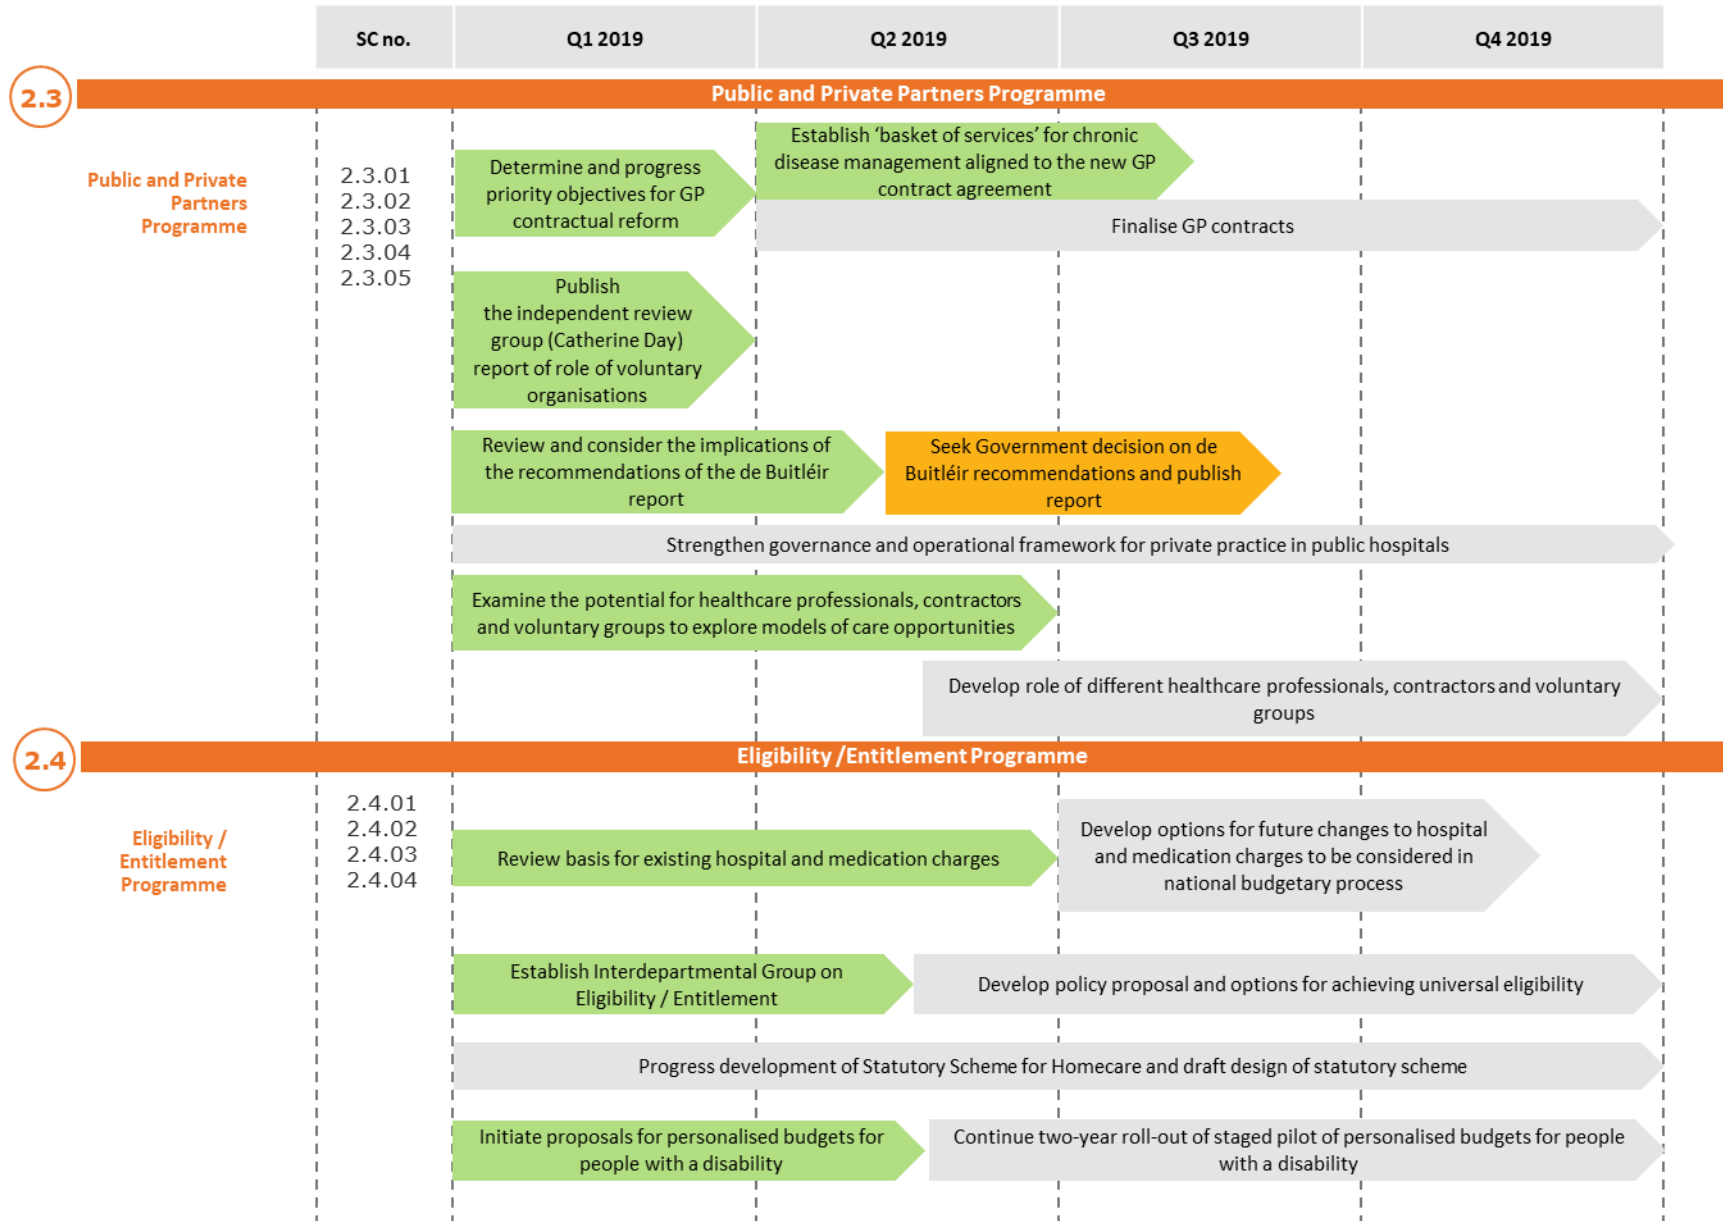 SC no.
Q1 2019
Q2 2019
Q3 2019
Q4 2019
2.3
Public and Private Partners Programme
Public and Private
Partners
Programme
2.3.01
2.3.02
2.3.03
2.3.04
2.3.05
Determine and progress
priority objectives for GP
contractual reform
Establish ‘basket of services’ for chronic
disease management aligned to the new GP
contract agreement
Finalise GP contracts
Publish
the independent review
group (Catherine Day)
report of role of voluntary
organisations
Review and consider the implications of
the recommendations of the de Buitléir
report
Seek Government decision on de
Buitléir recommendations and publish
report
Strengthen governance and operational framework for private practice in public hospitals
Examine the potential for healthcare professionals, contractors
and voluntary groups to explore models of care opportunities
Develop role of different healthcare professionals, contractors and voluntary
groups
2.4
Eligibility /Entitlement Programme
Eligibility /
Entitlement
Programme
2.4.01
2.4.02
2.4.03
2.4.04
Review basis for existing hospital and medication charges
Develop options for future changes to hospital
and medication charges to be considered in
national budgetary process
Establish Interdepartmental Group on
Eligibility / Entitlement
Develop policy proposal and options for achieving universal eligibility
Progress development of Statutory Scheme for Homecare and draft design of statutory scheme
Initiate proposals for personalised budgets for
people with a disability
Continue two-year roll-out of staged pilot of personalised budgets for people
with a disability